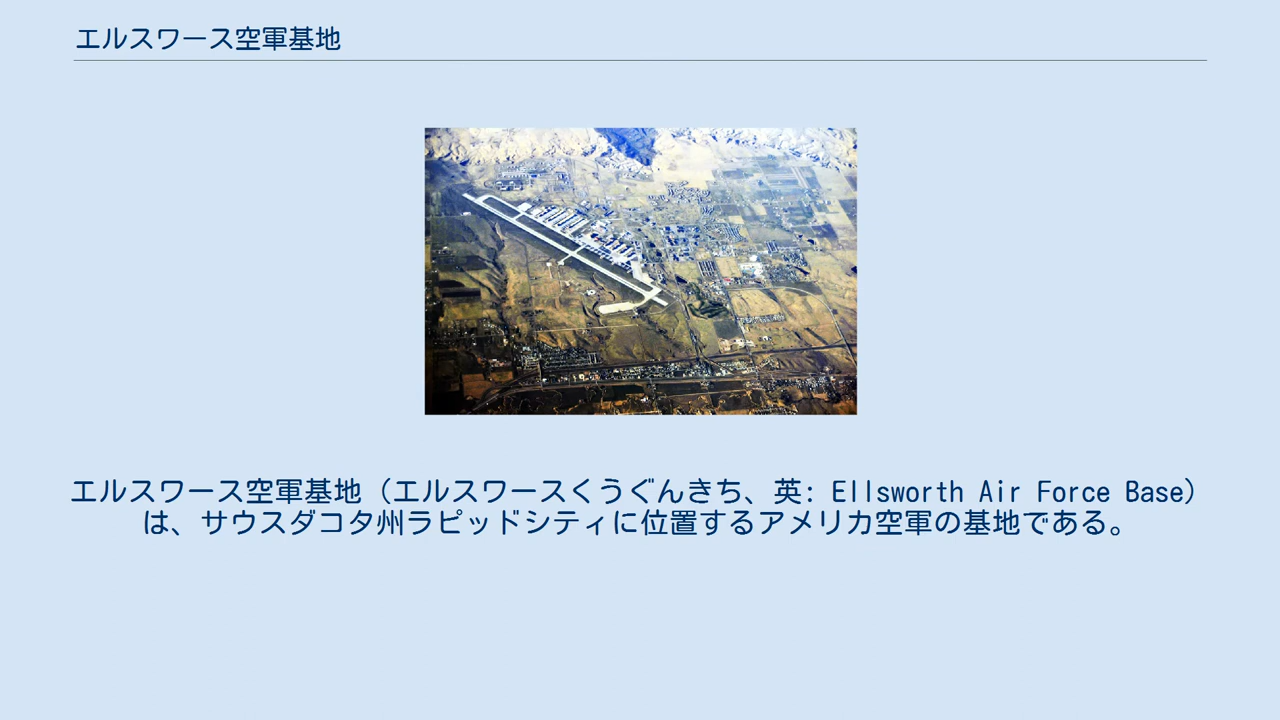 エルスワース空軍基地
エルスワース空軍基地（エルスワースくうぐんきち、英: Ellsworth Air Force Base）
は、サウスダコタ州ラピッドシティに位置するアメリカ空軍の基地である。